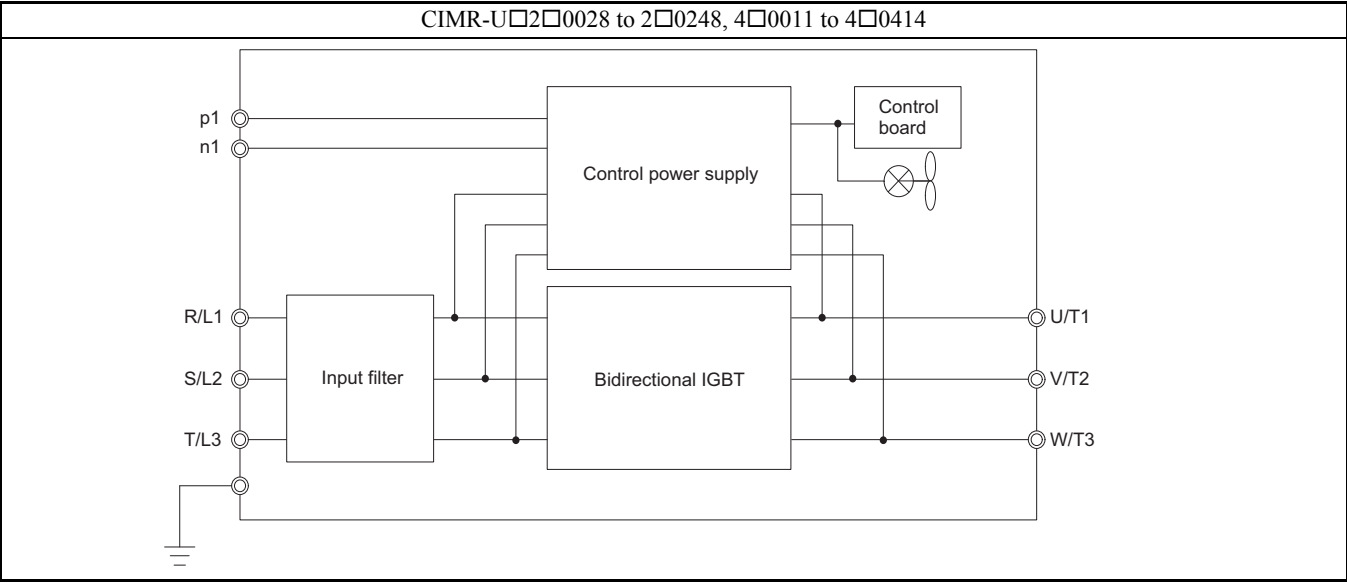 CIMR-U□2□0028 to 2□0248, 4□0011 to 4□0414
p1
n1
Control power supply
Control
board
R/L1
S/L2
T/L3
Input filter
Bidirectional IGBT
U/T1
V/T2
W/T3